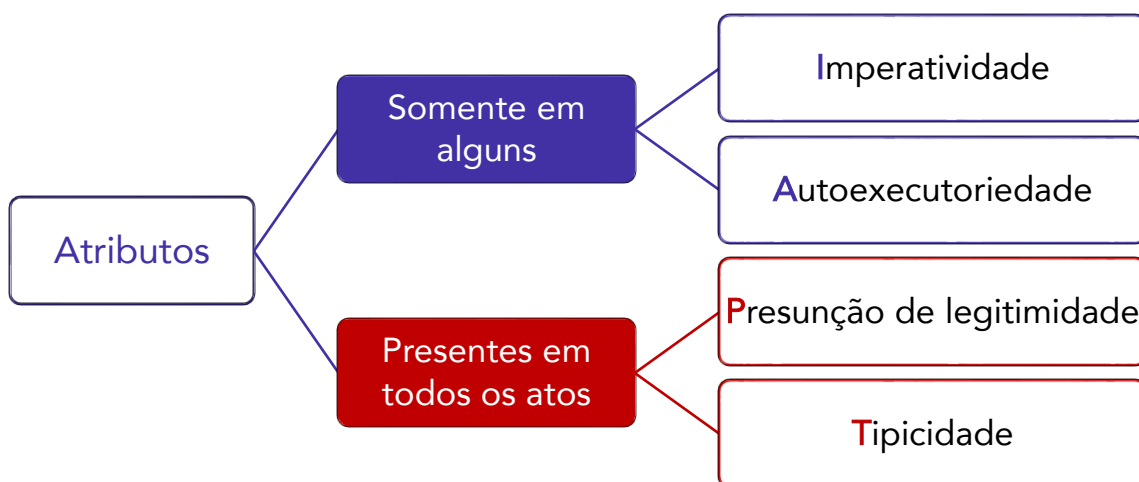 Atributos
Somente em
alguns
Imperatividade
Autoexecutoriedade
Presentes em
todos os atos
Presunção de legitimidade
Tipicidade